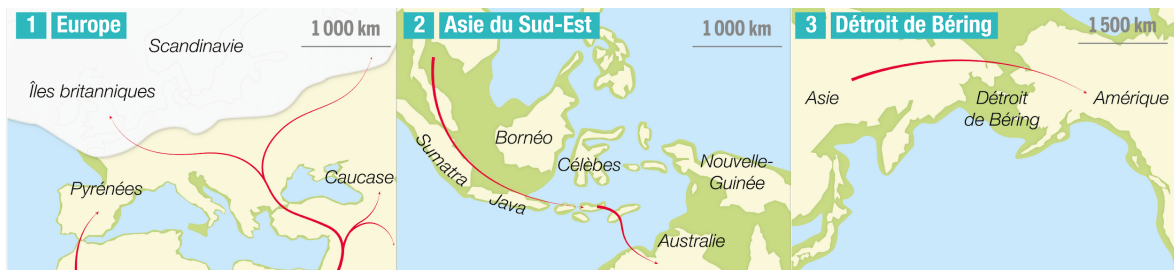 1 Europe
1 000 km
Scandinavie
Îles britanniques
Pyrénées
Caucase
2 Asie du Sud-Est
1 000 km
Bornéo
Sumatra
Célèbes
Nouvelle-
Guinée
Java
Australie
3 Détroit de Béring
1 500 km
Asie
Détroit
de Béring
Amérique